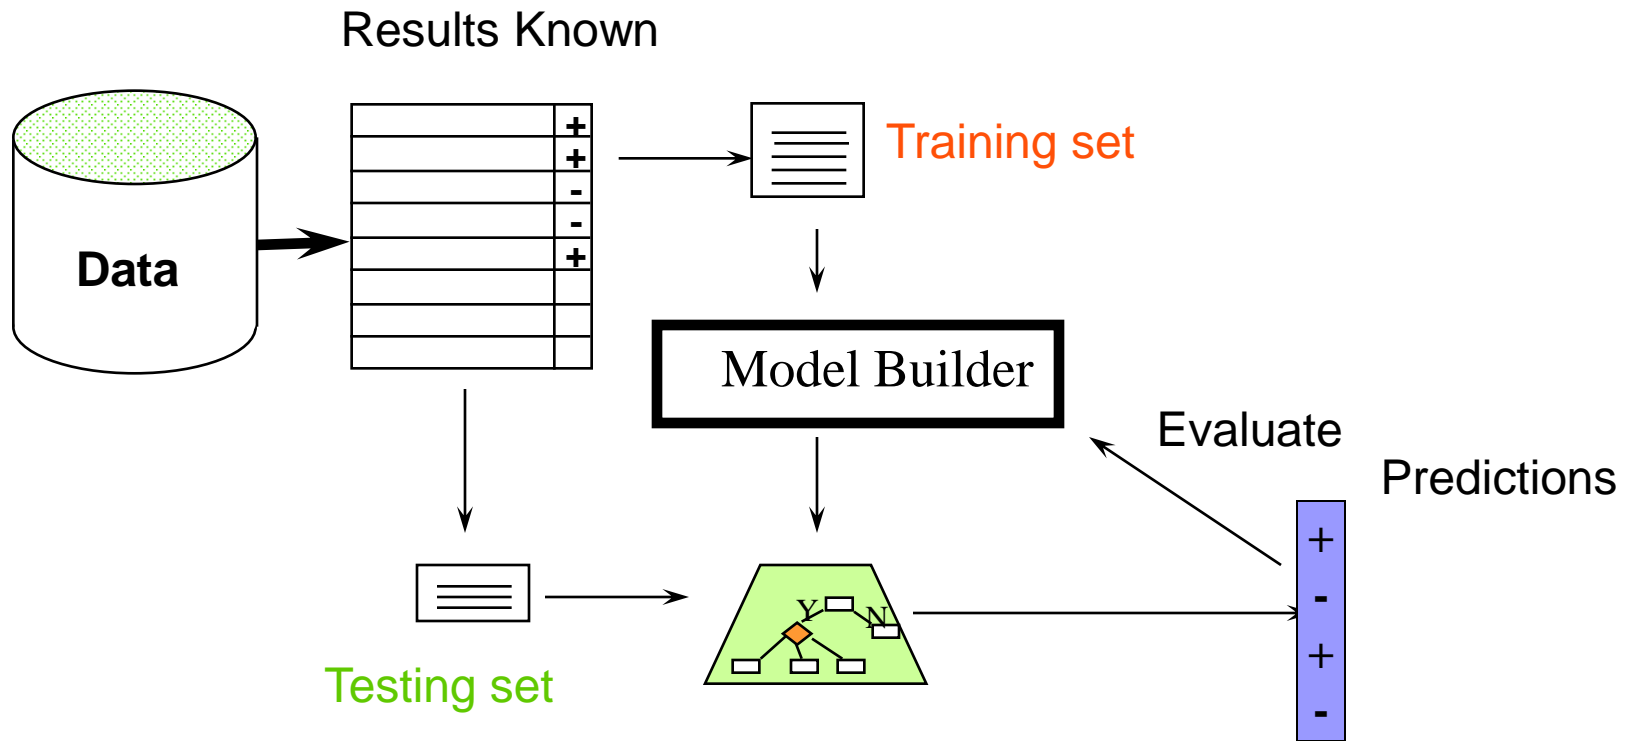 Results Known
+
+
-
-
+
Training set
Data
Model Builder
Evaluate
Predictions
+
-
+
-
Y
N
Testing set